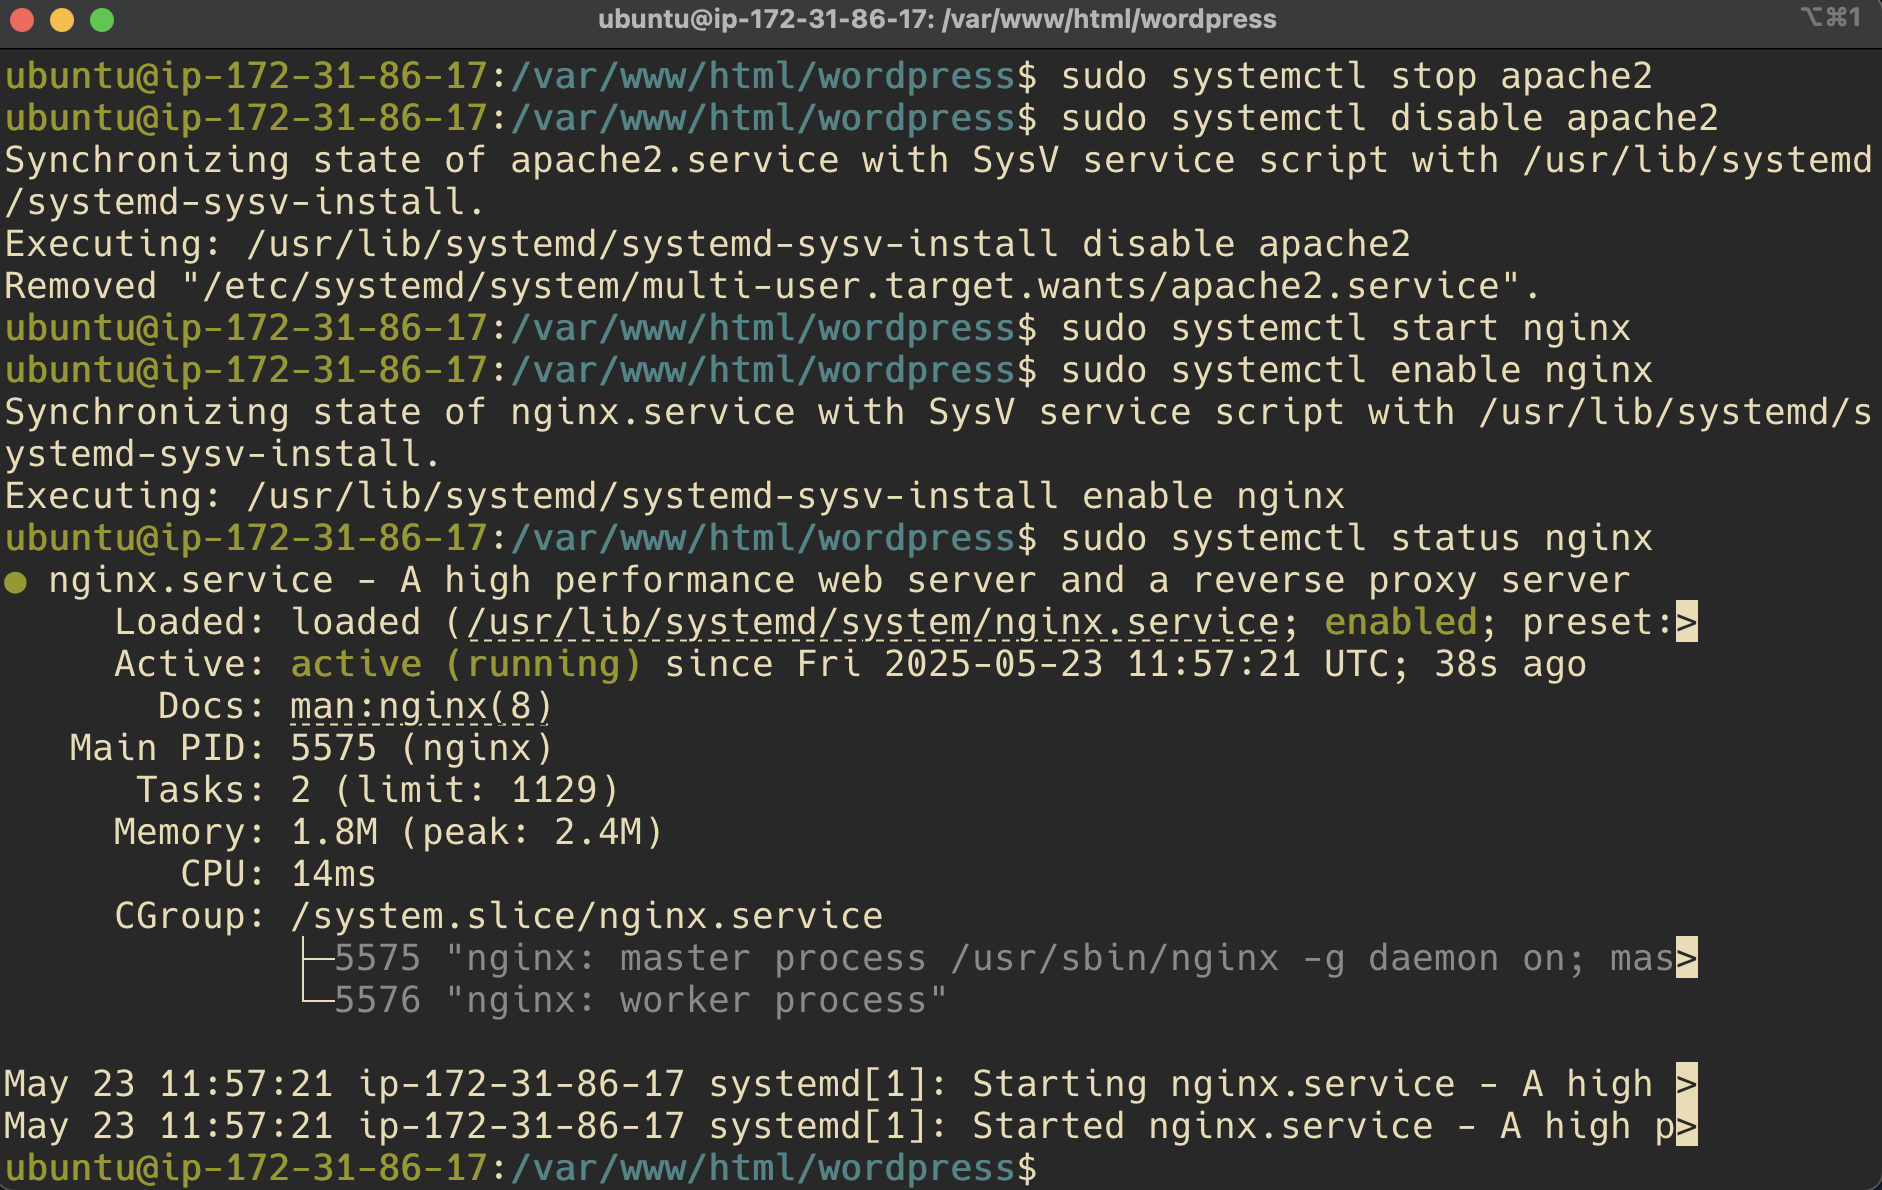 ubuntu@ip-172-31-86-17: /var/www/html/wordpress ⌥⌘1
ubuntu@ip-172-31-86-17:/var/www/html/wordpress$ sudo systemctl stop apache2
ubuntu@ip-172-31-86-17:/var/www/html/wordpress$ sudo systemctl disable apache2
Synchronizing state of apache2.service with SysV service script with /usr/lib/systemd
/systemd-sysv-install.
Executing: /usr/lib/systemd/systemd-sysv-install disable apache2
Removed "/etc/systemd/system/multi-user.target.wants/apache2.service".
ubuntu@ip-172-31-86-17:/var/www/html/wordpress$ sudo systemctl start nginx
ubuntu@ip-172-31-86-17:/var/www/html/wordpress$ sudo systemctl enable nginx
Synchronizing state of nginx.service with SysV service script with /usr/lib/systemd/s
ystemd-sysv-install.
Executing: /usr/lib/systemd/systemd-sysv-install enable nginx
ubuntu@ip-172-31-86-17:/var/www/html/wordpress$ sudo systemctl status nginx
● nginx.service - A high performance web server and a reverse proxy server
     Loaded: loaded (/usr/lib/systemd/system/nginx.service; enabled; preset:>
     Active: active (running) since Fri 2025-05-23 11:57:21 UTC; 38s ago
       Docs: man:nginx(8)
   Main PID: 5575 (nginx)
      Tasks: 2 (limit: 1129)
     Memory: 1.8M (peak: 2.4M)
        CPU: 14ms
     CGroup: /system.slice/nginx.service
             ├─5575 "nginx: master process /usr/sbin/nginx -g daemon on; mas>
             └─5576 "nginx: worker process"
May 23 11:57:21 ip-172-31-86-17 systemd[1]: Starting nginx.service - A high >
May 23 11:57:21 ip-172-31-86-17 systemd[1]: Started nginx.service - A high p>
ubuntu@ip-172-31-86-17:/var/www/html/wordpress$